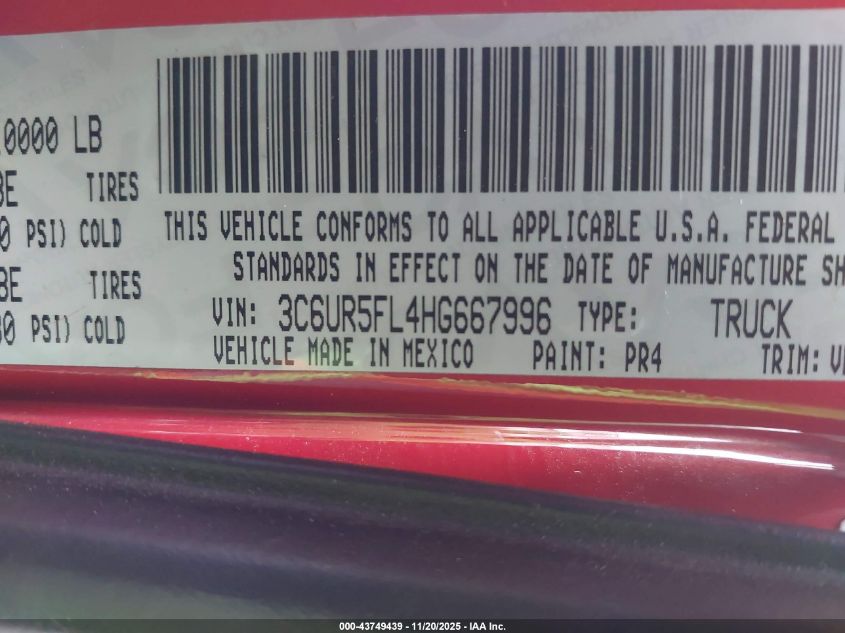 0000 LB
TIRES
PSI) COLD
TIRES
PSI) COLD
THIS VEHICLE CONFORMS TO ALL APPLICABLE U.S.A. FEDERAL
STANDARDS IN EFFECT ON THE DATE OF MANUFACTURE SH
VIN: 3C6UR5FL4HG667996 TYPE: TRUCK
VEHICLE MADE IN MEXICO PAINT: PR4 TRIM:
000-43749439 - 11/20/2025 - IAA Inc.